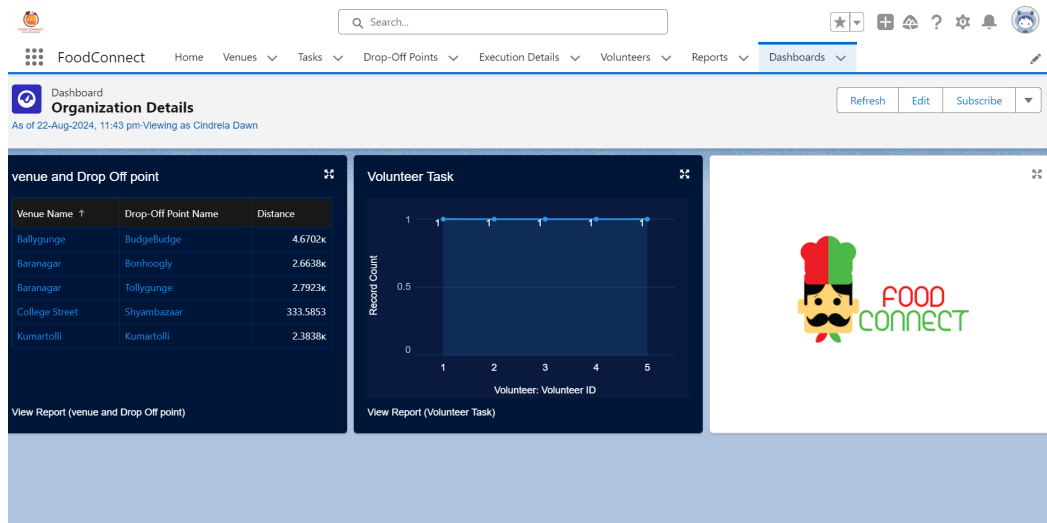 Search...
FoodConnect Home Venues Tasks Drop-Off Points Execution Details Volunteers Reports Dashboards
Dashboard
Organization Details
As of 22-Aug-2024, 11:43 pm·Viewing as Cindrela Dawn
Refresh Edit Subscribe
venue and Drop Off point
Venue Name ↑ Drop-Off Point Name Distance
Ballygunge BudgeBudge 4.6702ĸ
Baranagar Bonhoogly 2.6638ĸ
Baranagar Tollygunge 2.7923ĸ
College Street Shyambazaar 333.5853
Kumartolli Kumartolli 2.3838ĸ
View Report (venue and Drop Off point)
Volunteer Task
Record Count
1
0.5
0
1 1 1 1 1
1 2 3 4 5
Volunteer: Volunteer ID
View Report (Volunteer Task)
FOOD
CONNECT